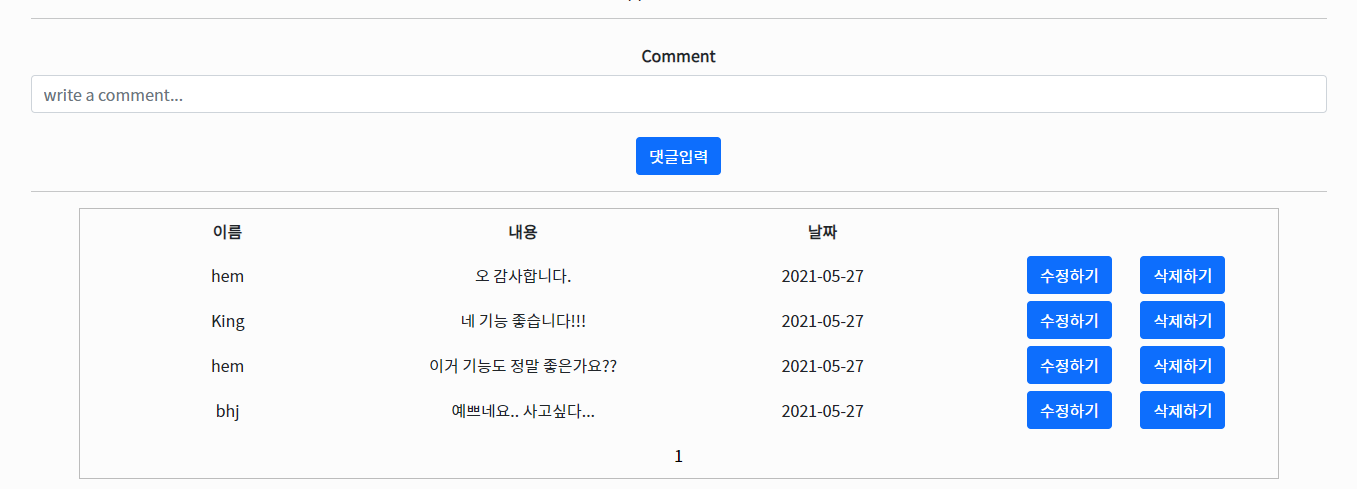 Comment
write a comment...
댓글입력
이름 내용 날짜
hem 오 감사합니다. 2021-05-27 수정하기 삭제하기
King 네 기능 좋습니다!!! 2021-05-27 수정하기 삭제하기
hem 이거 기능도 정말 좋은가요?? 2021-05-27 수정하기 삭제하기
bhj 예쁘네요.. 사고싶다... 2021-05-27 수정하기 삭제하기
1